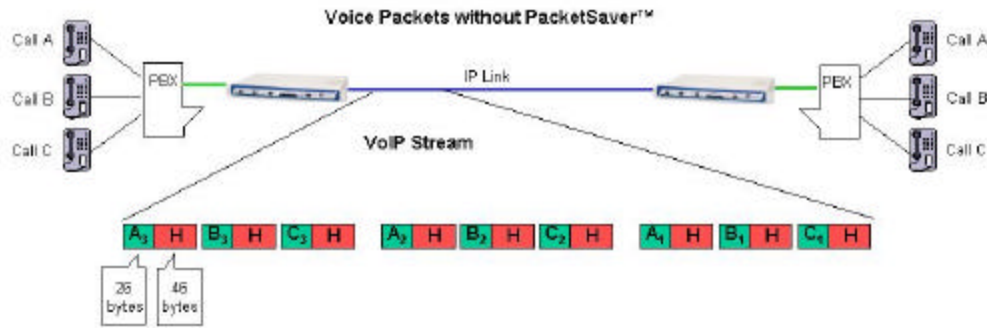 Voice Packets without PacketSaver™
Call A
Call B
Call C
PBX
IP Link
PBX
Call A
Call B
Call C
VoIP Stream
A3 H B3 H C3 H A2 H B2 H C2 H A1 H B1 H C1 H
26 bytes
46 bytes